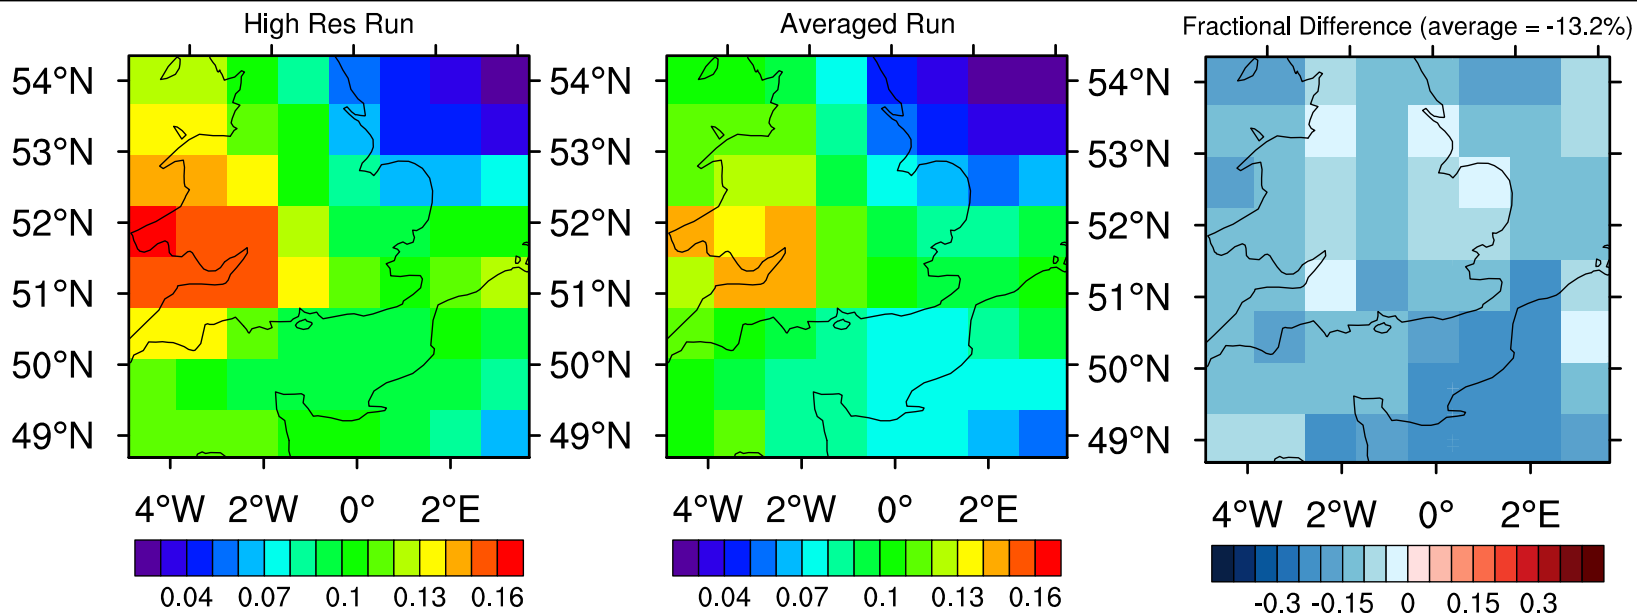 High Res Run
54°N
53°N
52°N
51°N
50°N
49°N
4°W 2°W 0° 2°E
0.04 0.07 0.1 0.13 0.16
Averaged Run
54°N
53°N
52°N
51°N
50°N
49°N
4°W 2°W 0° 2°E
0.04 0.07 0.1 0.13 0.16
Fractional Difference (average = -13.2%)
54°N
53°N
52°N
51°N
50°N
49°N
4°W 2°W 0° 2°E
-0.3 -0.15 0 0.15 0.3